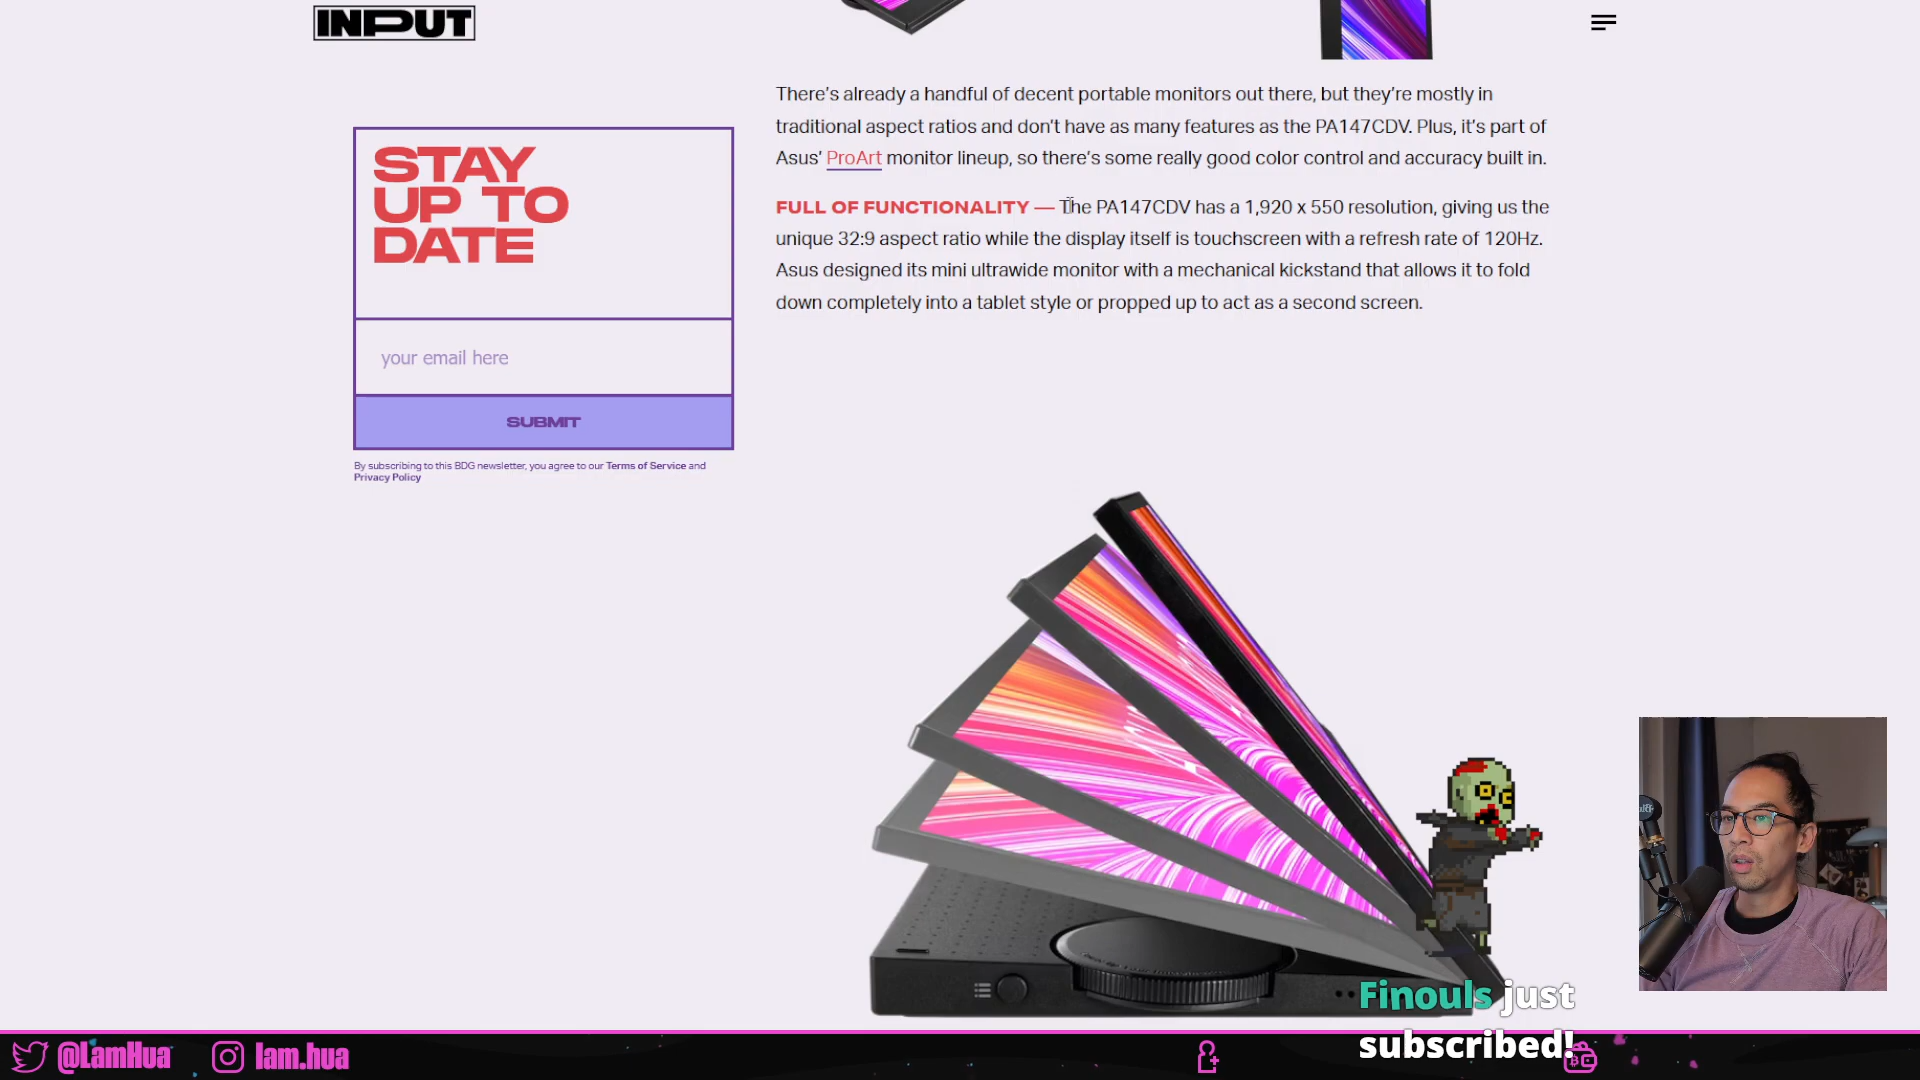 INPUT
There's already a handful of decent portable monitors out there, but they're mostly in
traditional aspect ratios and don't have as many features as the PA147CDV. Plus, it's part of
Asus' ProArt monitor lineup, so there's some really good color control and accuracy built in.
STAY
UP TO
DATE
your email here
SUBMIT
By subscribing to this BDG newsletter, you agree to our Terms of Service and
Privacy Policy
FULL OF FUNCTIONALITY — The PA147CDV has a 1,920 x 550 resolution, giving us the
unique 32:9 aspect ratio while the display itself is touchscreen with a refresh rate of 120Hz.
Asus designed its mini ultrawide monitor with a mechanical kickstand that allows it to fold
down completely into a tablet style or propped up to act as a second screen.
Finouls just
subscribed!
@LamHua
lam.hua